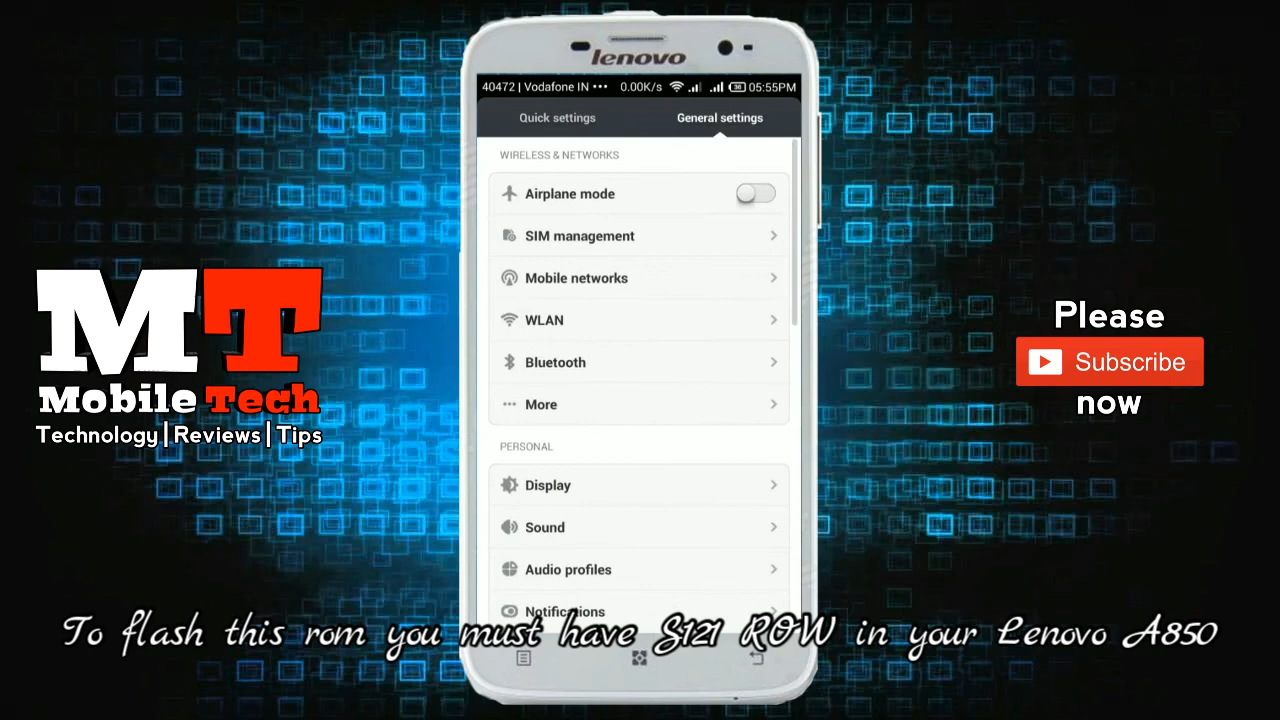 lenovo
40472 | Vodafone IN ••• 0.00K/s 38 05:55PM
Quick settings General settings
WIRELESS & NETWORKS
Airplane mode
SIM management
Mobile networks
WLAN
Bluetooth
More
PERSONAL
Display
Sound
Audio profiles
Notifications
MT
Mobile Tech
Technology | Reviews | Tips
Please
Subscribe
now
To flash this rom you must have S121 ROW in your Lenovo A850